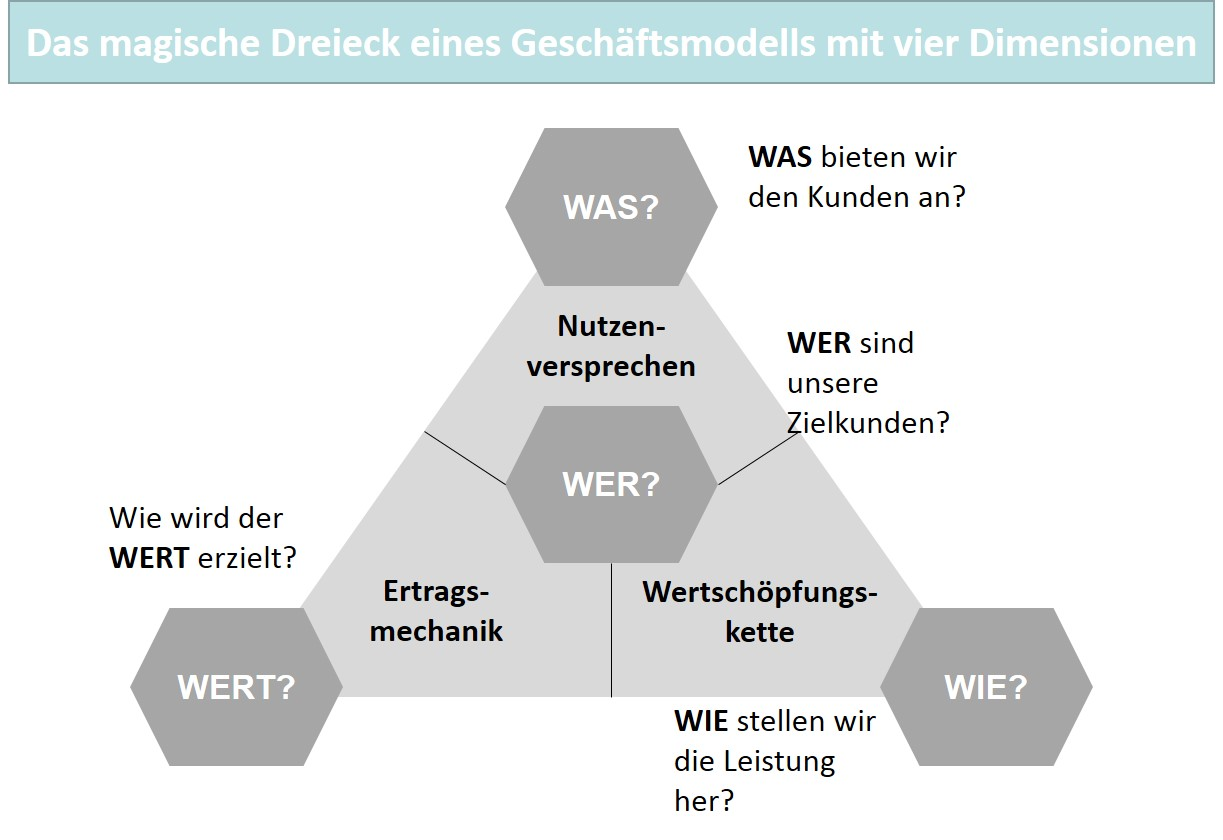 Das magische Dreieck eines Geschäftsmodells mit vier Dimensionen
WAS?
WAS bieten wir
den Kunden an?
Nutzen-
versprechen
WER sind
unsere
Zielkunden?
WER?
Wie wird der
WERT erzielt?
Ertrags-
mechanik
Wertschöpfungs-
kette
WERT?
WIE?
WIE stellen wir
die Leistung
her?